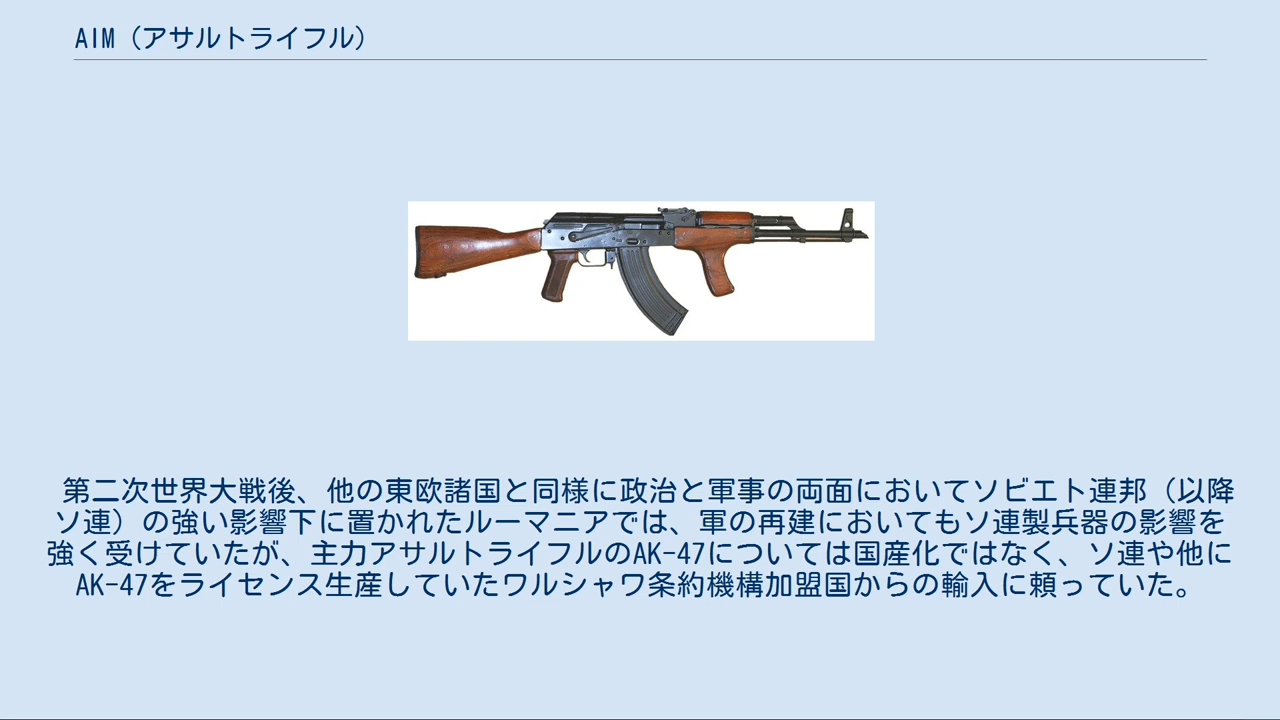 AIM（アサルトライフル）
第二次世界大戦後、他の東欧諸国と同様に政治と軍事の両面においてソビエト連邦（以降
ソ連）の強い影響下に置かれたルーマニアでは、軍の再建においてもソ連製兵器の影響を
強く受けていたが、主力アサルトライフルのAK-47については国産化ではなく、ソ連や他に
AK-47をライセンス生産していたワルシャワ条約機構加盟国からの輸入に頼っていた。